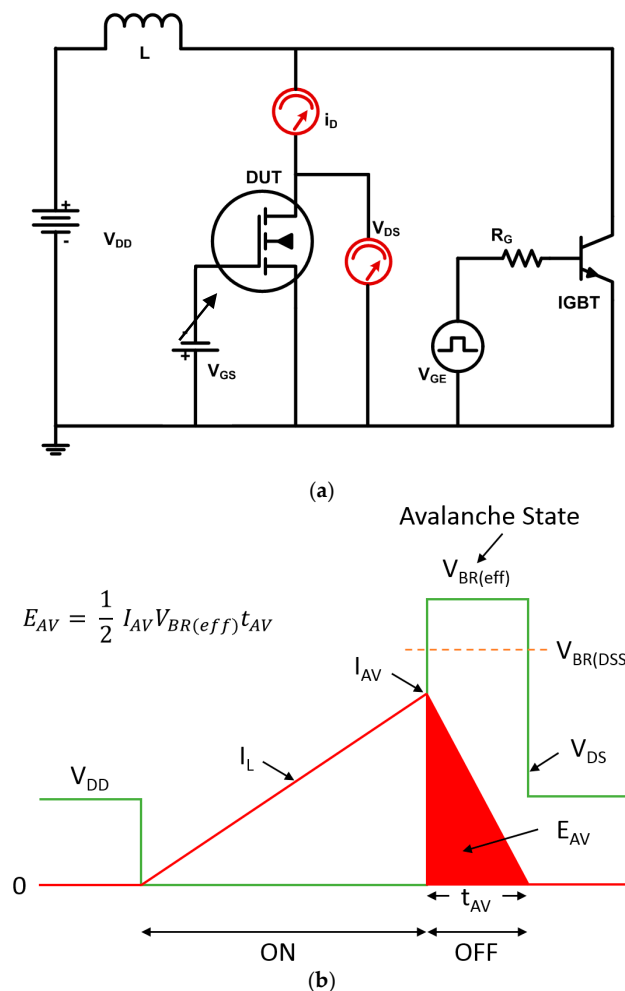 L
+
-
V_DD
i_D
DUT
V_DS
R_G
IGBT
-
+
V_GS
V_GE
(a)
Avalanche State
V_BR(eff)
E_AV = 1/2 I_AV V_BR(eff) t_AV
V_BR(DSS
I_AV
V_DD
I_L
V_DS
E_AV
0
t_AV
ON
OFF
(b)